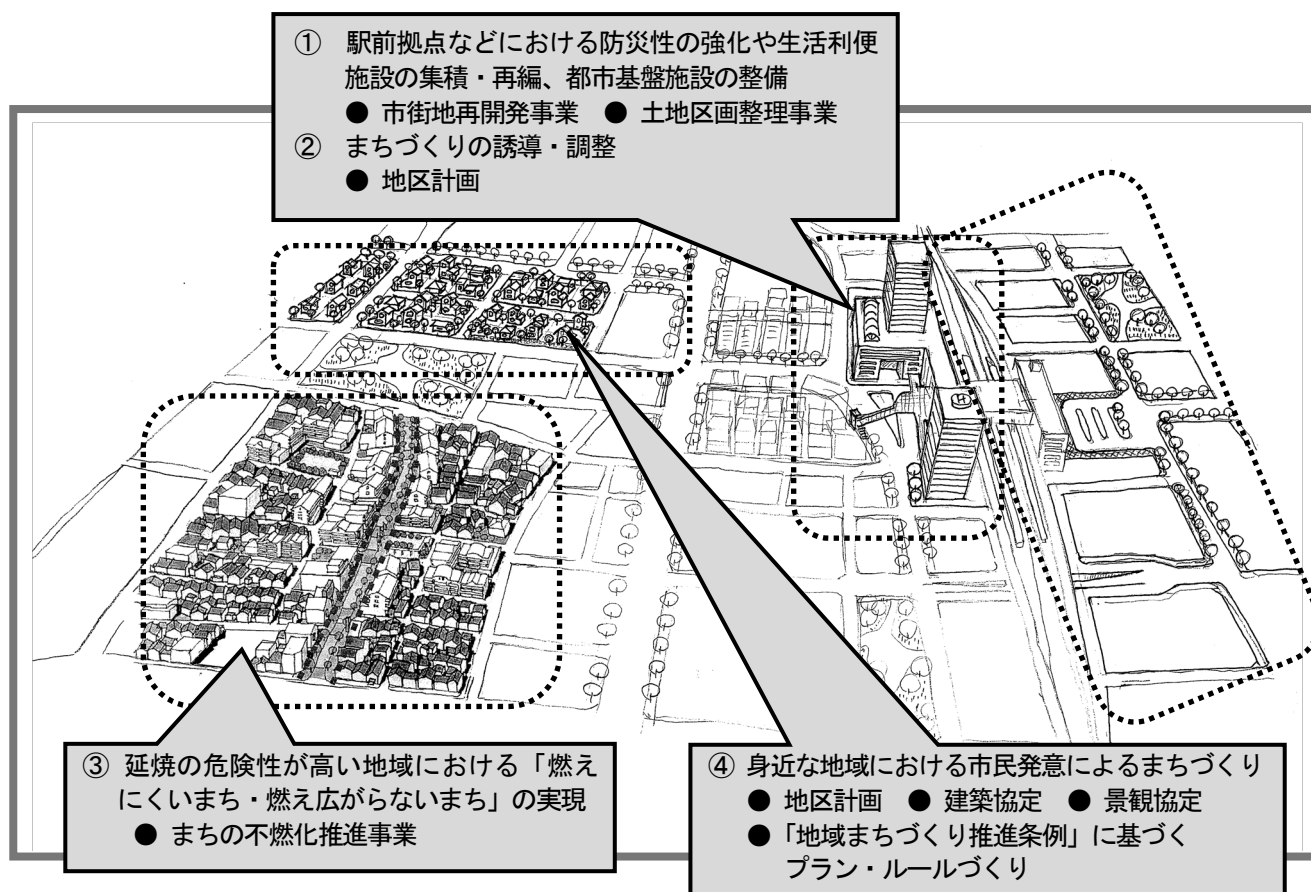 ① 駅前拠点などにおける防災性の強化や生活利便
施設の集積・再編、都市基盤施設の整備
● 市街地再開発事業 ● 土地区画整理事業
② まちづくりの誘導・調整
● 地区計画
③ 延焼の危険性が高い地域における「燃え
にくいまち・燃え広がらないまち」の実現
● まちの不燃化推進事業
④ 身近な地域における市民発意によるまちづくり
● 地区計画 ● 建築協定 ● 景観協定
● 「地域まちづくり推進条例」に基づく
プラン・ルールづくり